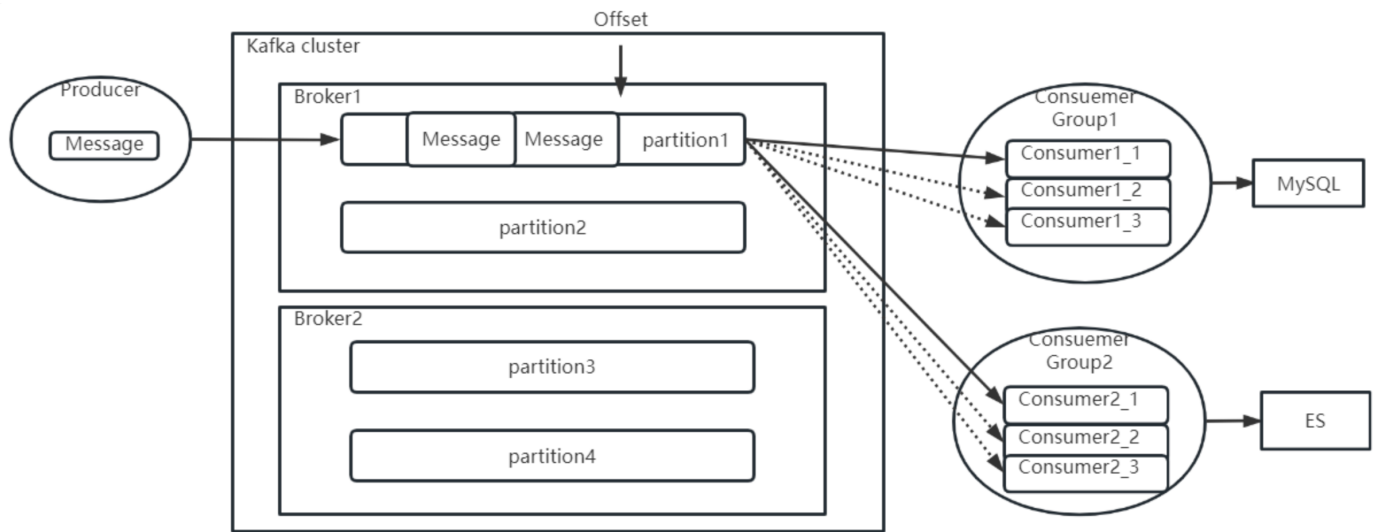 Offset
Kafka cluster
Producer
Message
Broker1
Message
Message
partition1
partition2
Broker2
partition3
partition4
Consuemer
Group1
Consumer1_1
Consumer1_2
Consumer1_3
MySQL
Consuemer
Group2
Consumer2_1
Consumer2_2
Consumer2_3
ES